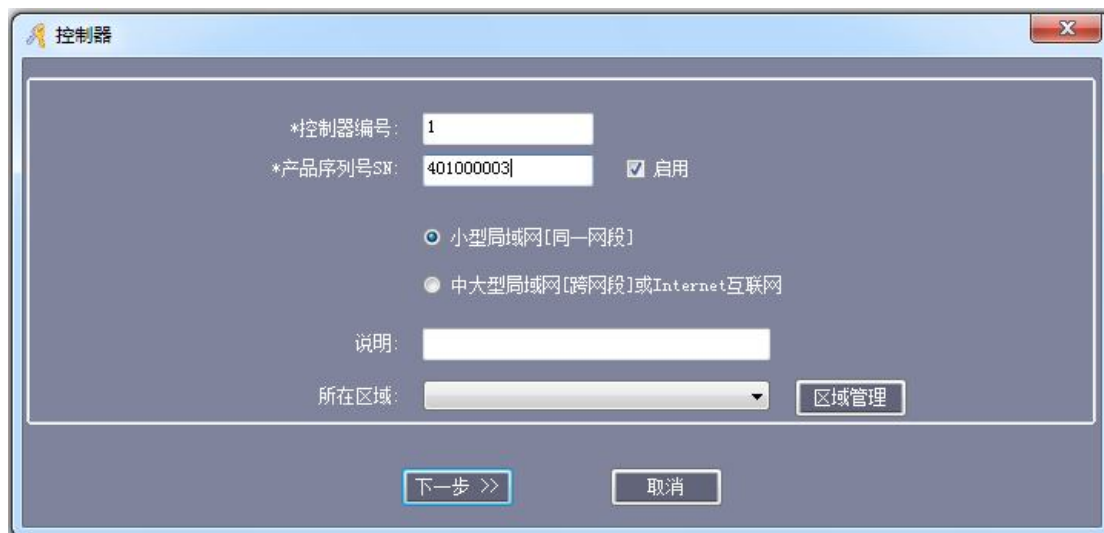 控制器
*控制器编号: 1
*产品序列号SN: 401000003 启用
小型局域网[同一网段]
中大型局域网[跨网段]或Internet互联网
说明:
所在区域: 区域管理
下一步 >> 取消